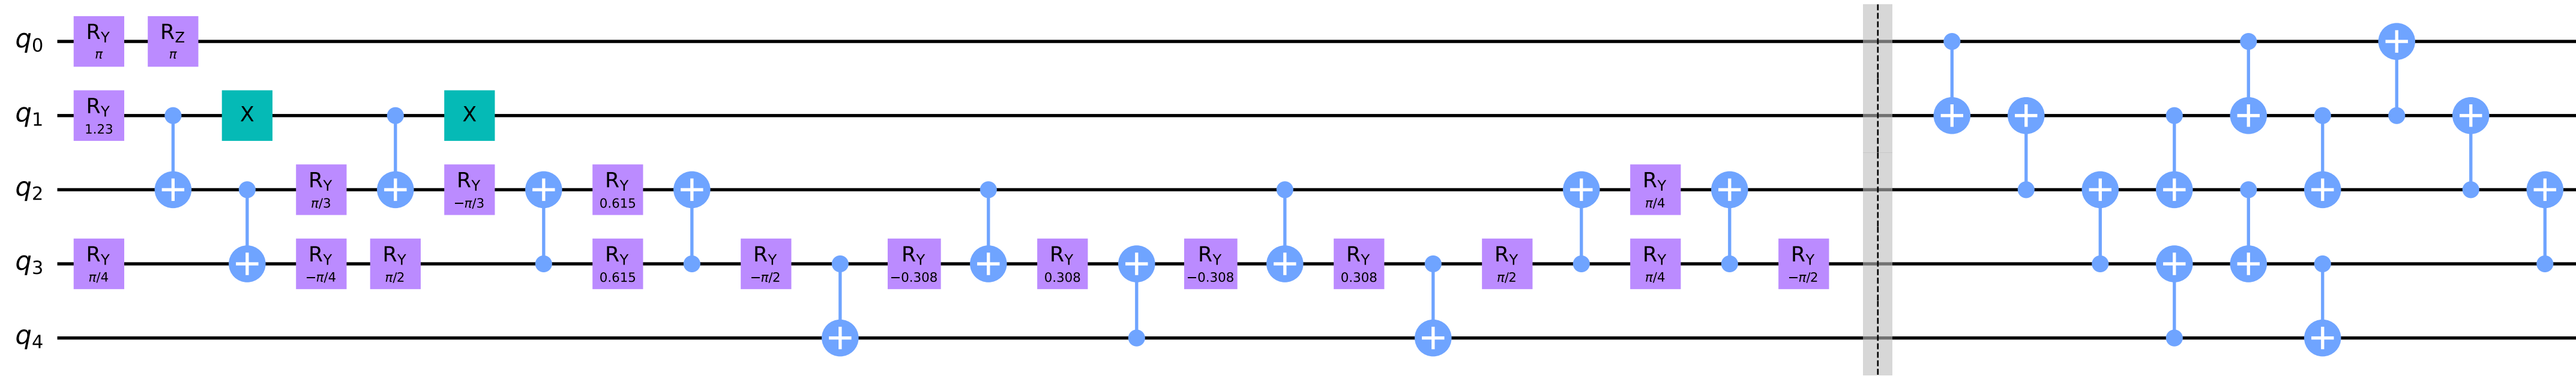 q0 RY π RZ π
q1 RY 1.23 X X
q2 RY π/3 RY −π/3 RY 0.615 RY π/4
q3 RY π/4 RY −π/4 RY π/2 RY 0.615 RY −π/2 RY −0.308 RY 0.308 RY −0.308 RY 0.308 RY π/2 RY π/4 RY −π/2
q4